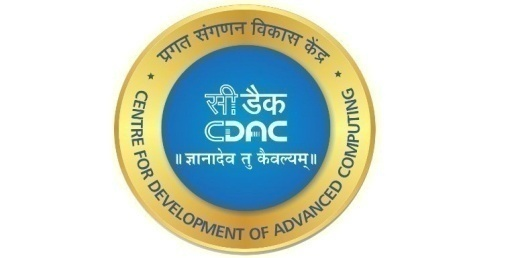 प्रगत संगणन विकास केंद्र
सी डैक
CDAC
॥ ज्ञानादेव तु कैवल्यम् ॥
CENTRE FOR DEVELOPMENT OF ADVANCED COMPUTING